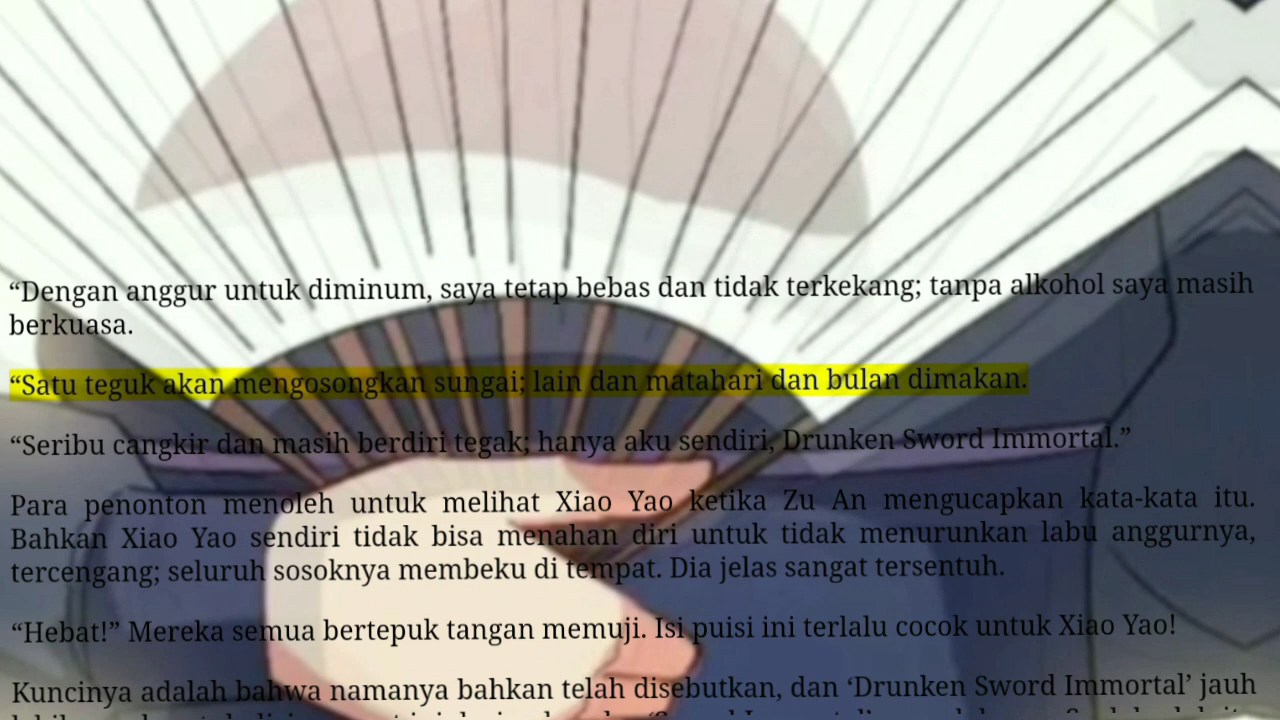 “Dengan anggur untuk diminum, saya tetap bebas dan tidak terkekang; tanpa alkohol saya masih
berkuasa.
“Satu teguk akan mengosongkan sungai; lain dan matahari dan bulan dimakan.
“Seribu cangkir dan masih berdiri tegak; hanya aku sendiri, Drunken Sword Immortal.”
Para penonton menoleh untuk melihat Xiao Yao ketika Zu An mengucapkan kata-kata itu.
Bahkan Xiao Yao sendiri tidak bisa menahan diri untuk tidak menurunkan labu anggurnya,
tercengang; seluruh sosoknya membeku di tempat. Dia jelas sangat tersentuh.
“Hebat!” Mereka semua bertepuk tangan memuji. Isi puisi ini terlalu cocok untuk Xiao Yao!
Kuncinya adalah bahwa namanya bahkan telah disebutkan, dan ‘Drunken Sword Immortal’ jauh